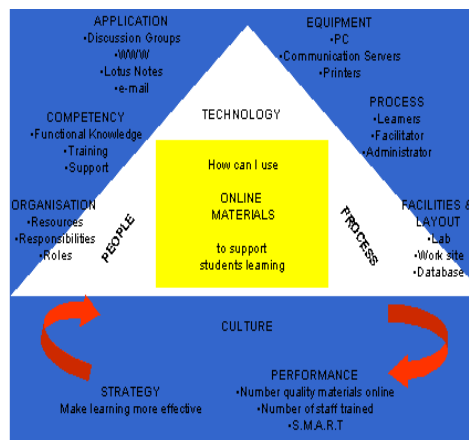 APPLICATION
•Discussion Groups
•WWW
•Lotus Notes
•e-mail
EQUIPMENT
•PC
•Communication Servers
•Printers
TECHNOLOGY
COMPETENCY
•Functional Knowledge
•Training
•Support
PROCESS
•Learners
•Facilitator
•Administrator
How can I use
ONLINE
MATERIALS
to support
students learning
ORGANISATION
•Resources
•Responsibilities
•Roles
PEOPLE
PROCESS
FACILITIES &
LAYOUT
•Lab
•Work site
•Database
CULTURE
STRATEGY
Make learning more effective
PERFORMANCE
•Number quality materials online
•Number of staff trained
•S.M.A.R.T